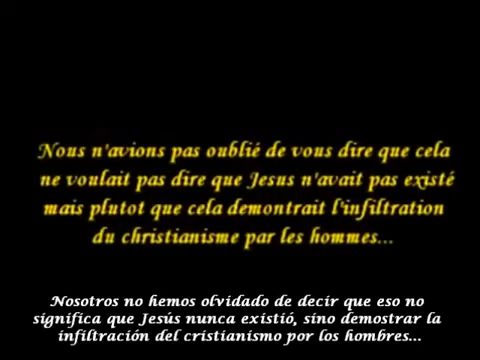 Nous n'avions pas oublié de vous dire que cela
ne voulait pas dire que Jesus n'avait pas existé
mais plutot que cela demontrait l'infiltration
du christianisme par les hommes...
Nosotros no hemos olvidado de decir que eso no
significa que Jesús nunca existió, sino demostrar la
infiltración del cristianismo por los hombres...